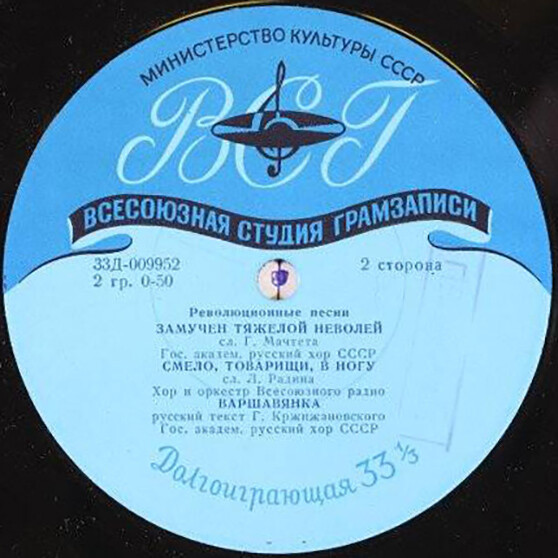 МИНИСТЕРСТВО КУЛЬТУРЫ СССР
ВСГ
ВСЕСОЮЗНАЯ СТУДИЯ ГРАМЗАПИСИ
33Д-009952
2 гр. 0-50
2 сторона
Революционные песни
ЗАМУЧЕН ТЯЖЕЛОЙ НЕВОЛЕЙ
сл. Г. Мачтета
Гос. академ. русский хор СССР
СМЕЛО, ТОВАРИЩИ, В НОГУ
сл. Л. Радина
Хор и оркестр Всесоюзного радио
ВАРШАВЯНКА
русский текст Г. Кржижановского
Гос. академ. русский хор СССР
Долгоиграющая 33 ⅓